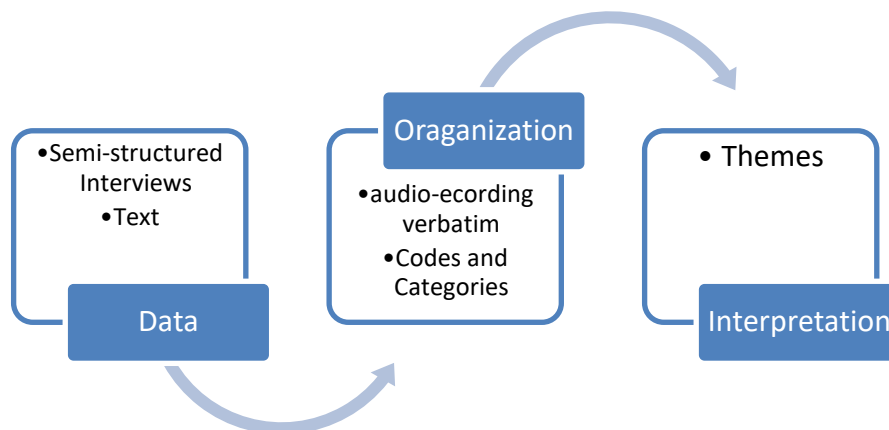 •Semi-structured
Interviews
•Text
Data
Oraganization
•audio-ecording
verbatim
•Codes and
Categories
• Themes
Interpretation